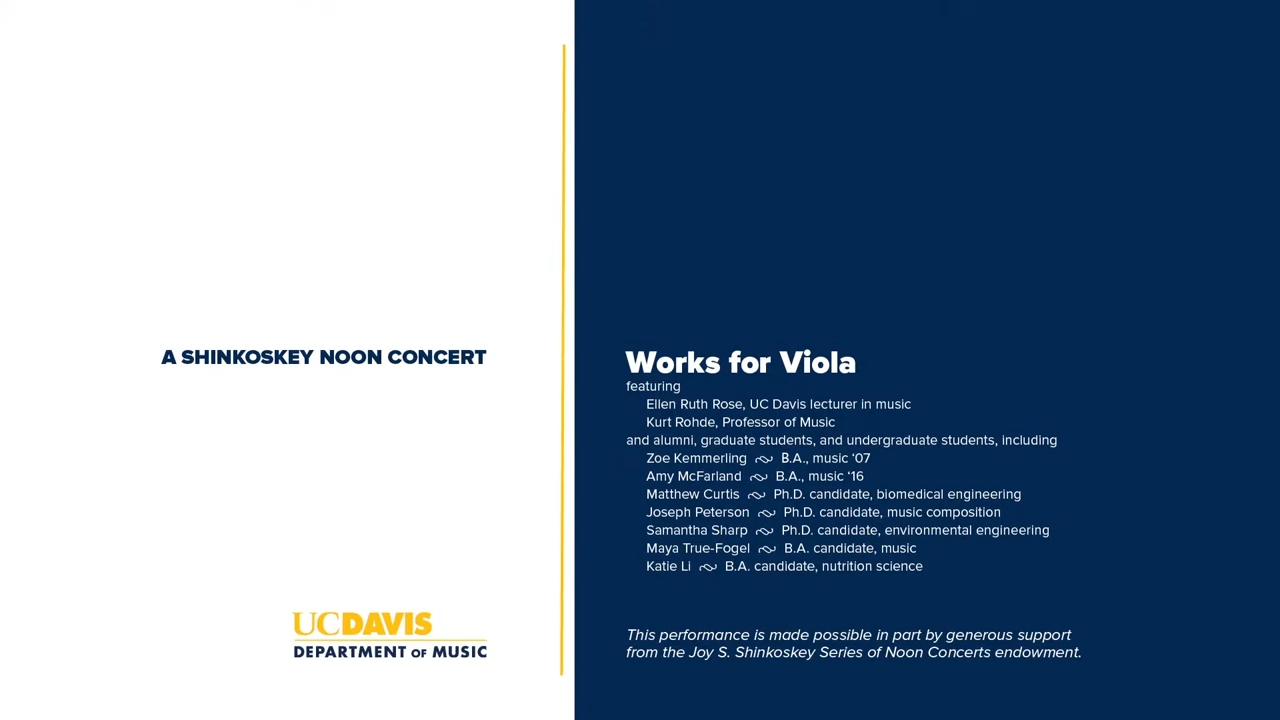 A SHINKOSKEY NOON CONCERT
UC DAVIS
DEPARTMENT OF MUSIC
Works for Viola
featuring
Ellen Ruth Rose, UC Davis lecturer in music
Kurt Rohde, Professor of Music
and alumni, graduate students, and undergraduate students, including
Zoe Kemmerling B.A., music ‘07
Amy McFarland B.A., music ‘16
Matthew Curtis Ph.D. candidate, biomedical engineering
Joseph Peterson Ph.D. candidate, music composition
Samantha Sharp Ph.D. candidate, environmental engineering
Maya True-Fogel B.A. candidate, music
Katie Li B.A. candidate, nutrition science
This performance is made possible in part by generous support
from the Joy S. Shinkoskey Series of Noon Concerts endowment.